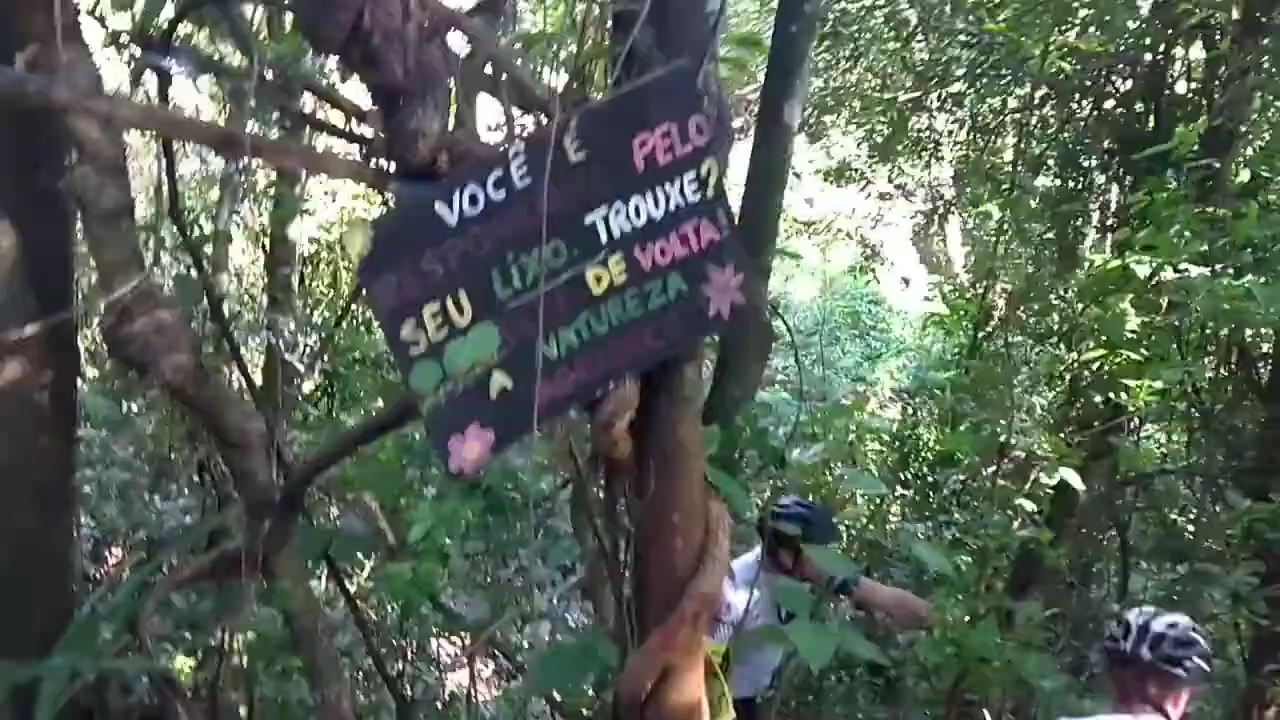 VOCÊ É PELO
SEU LIXO. TROUXE?
DE VOLTA!
A NATUREZA